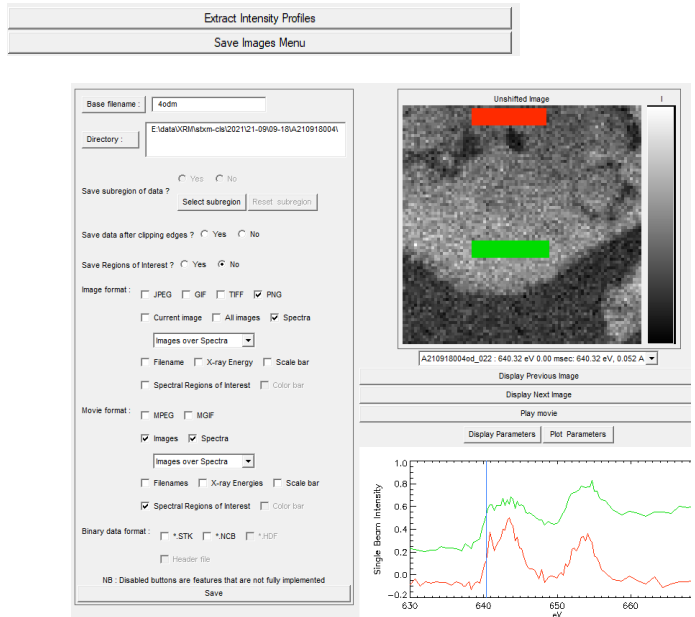 Extract Intensity Profiles
Save Images Menu
Base filename : 4odm
Directory : E:\data\XRM\stxm-cls\2021\21-09\09-18\A210918004\
Save subregion of data ? Yes No
Select subregion Reset subregion
Save data after clipping edges ? Yes No
Save Regions of Interest ? Yes No
Image format : JPEG GIF TIFF PNG
Current image All images Spectra
Images over Spectra
Filename X-ray Energy Scale bar
Spectral Regions of Interest Color bar
Movie format : MPEG MGIF
Images Spectra
Images over Spectra
Filenames X-ray Energies Scale bar
Spectral Regions of Interest Color bar
Binary data format : *.STK *.NCB *.HDF
Header file
NB : Disabled buttons are features that are not fully implemented
Save
Unshifted Image I
A210918004od_022 : 640.32 eV 0.00 msec: 640.32 eV, 0.052 A
Display Previous Image
Display Next Image
Play movie
Display Parameters Plot Parameters
Single Beam Intensity
1.0
0.8
0.6
0.4
0.2
0.0
-0.2
630 640 650 660
eV